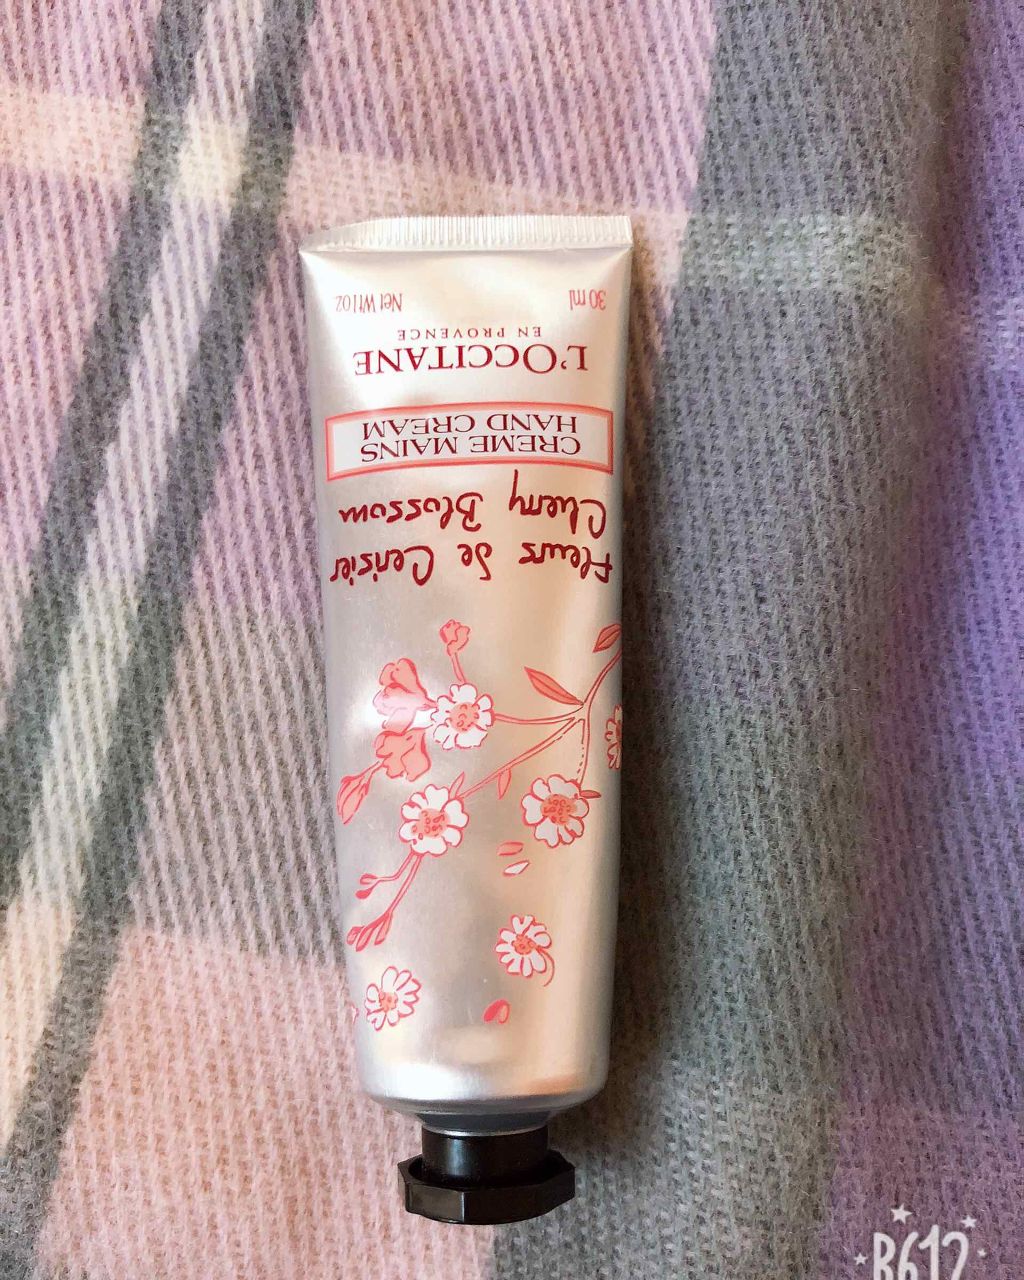 Fleurs de Cerisier
Cherry Blossom
CREME MAINS
HAND CREAM
L'OCCITANE
EN PROVENCE
30 ml Net Wt 1 oz
B612